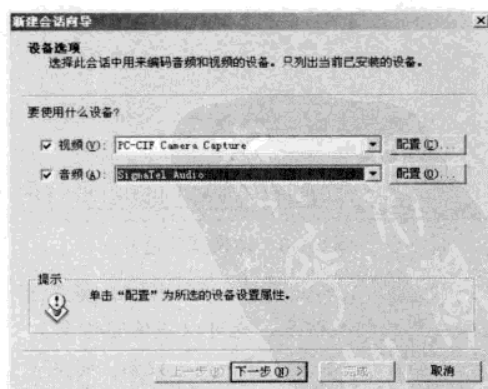 新建会话向导
设备选项
选择此会话中用来编码音频和视频的设备。只列出当前已安装的设备。
要使用什么设备?
视频(V): PC-CIF Camera Capture 配置(C)...
音频(A): SigmaTel Audio 配置(O)...
提示
单击“配置”为所选的设备设置属性。
<上一步(B) 下一步(N)> 完成 取消